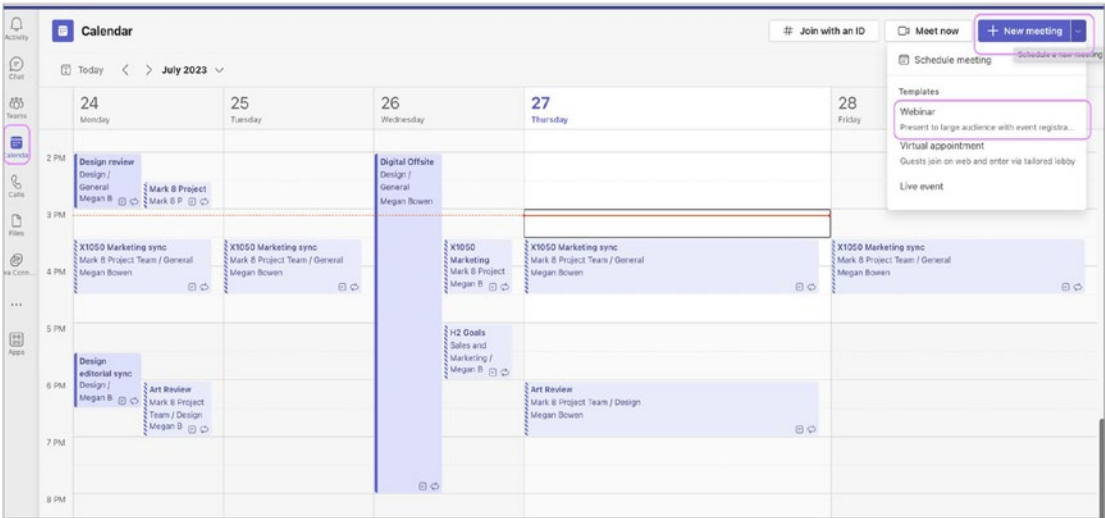 Activity
Chat
Teams
Calendar
Calls
Files
va Conn...
...
Apps
Calendar
# Join with an ID
Meet now
+ New meeting
Schedule a new meeting
Today
July 2023
Schedule meeting
Templates
Webinar
Present to large audience with event registra...
Virtual appointment
Guests join on web and enter via tailored lobby
Live event
24
Monday
25
Tuesday
26
Wednesday
27
Thursday
28
Friday
2 PM
3 PM
4 PM
5 PM
6 PM
7 PM
8 PM
Design review
Design /
General
Megan B
Mark 8 Project
Mark 8 P
X1050 Marketing sync
Mark 8 Project Team / General
Megan Bowen
Design
editorial sync
Design /
Megan B
Art Review
Mark 8 Project
Team / Design
Megan B
X1050 Marketing sync
Mark 8 Project Team / General
Megan Bowen
Digital Offsite
Design /
General
Megan Bowen
X1050
Marketing
Mark 8 Project
Megan B
H2 Goals
Sales and
Marketing /
Megan B
X1050 Marketing sync
Mark 8 Project Team / General
Megan Bowen
Art Review
Mark 8 Project Team / Design
Megan Bowen
X1050 Marketing sync
Mark 8 Project Team / General
Megan Bowen